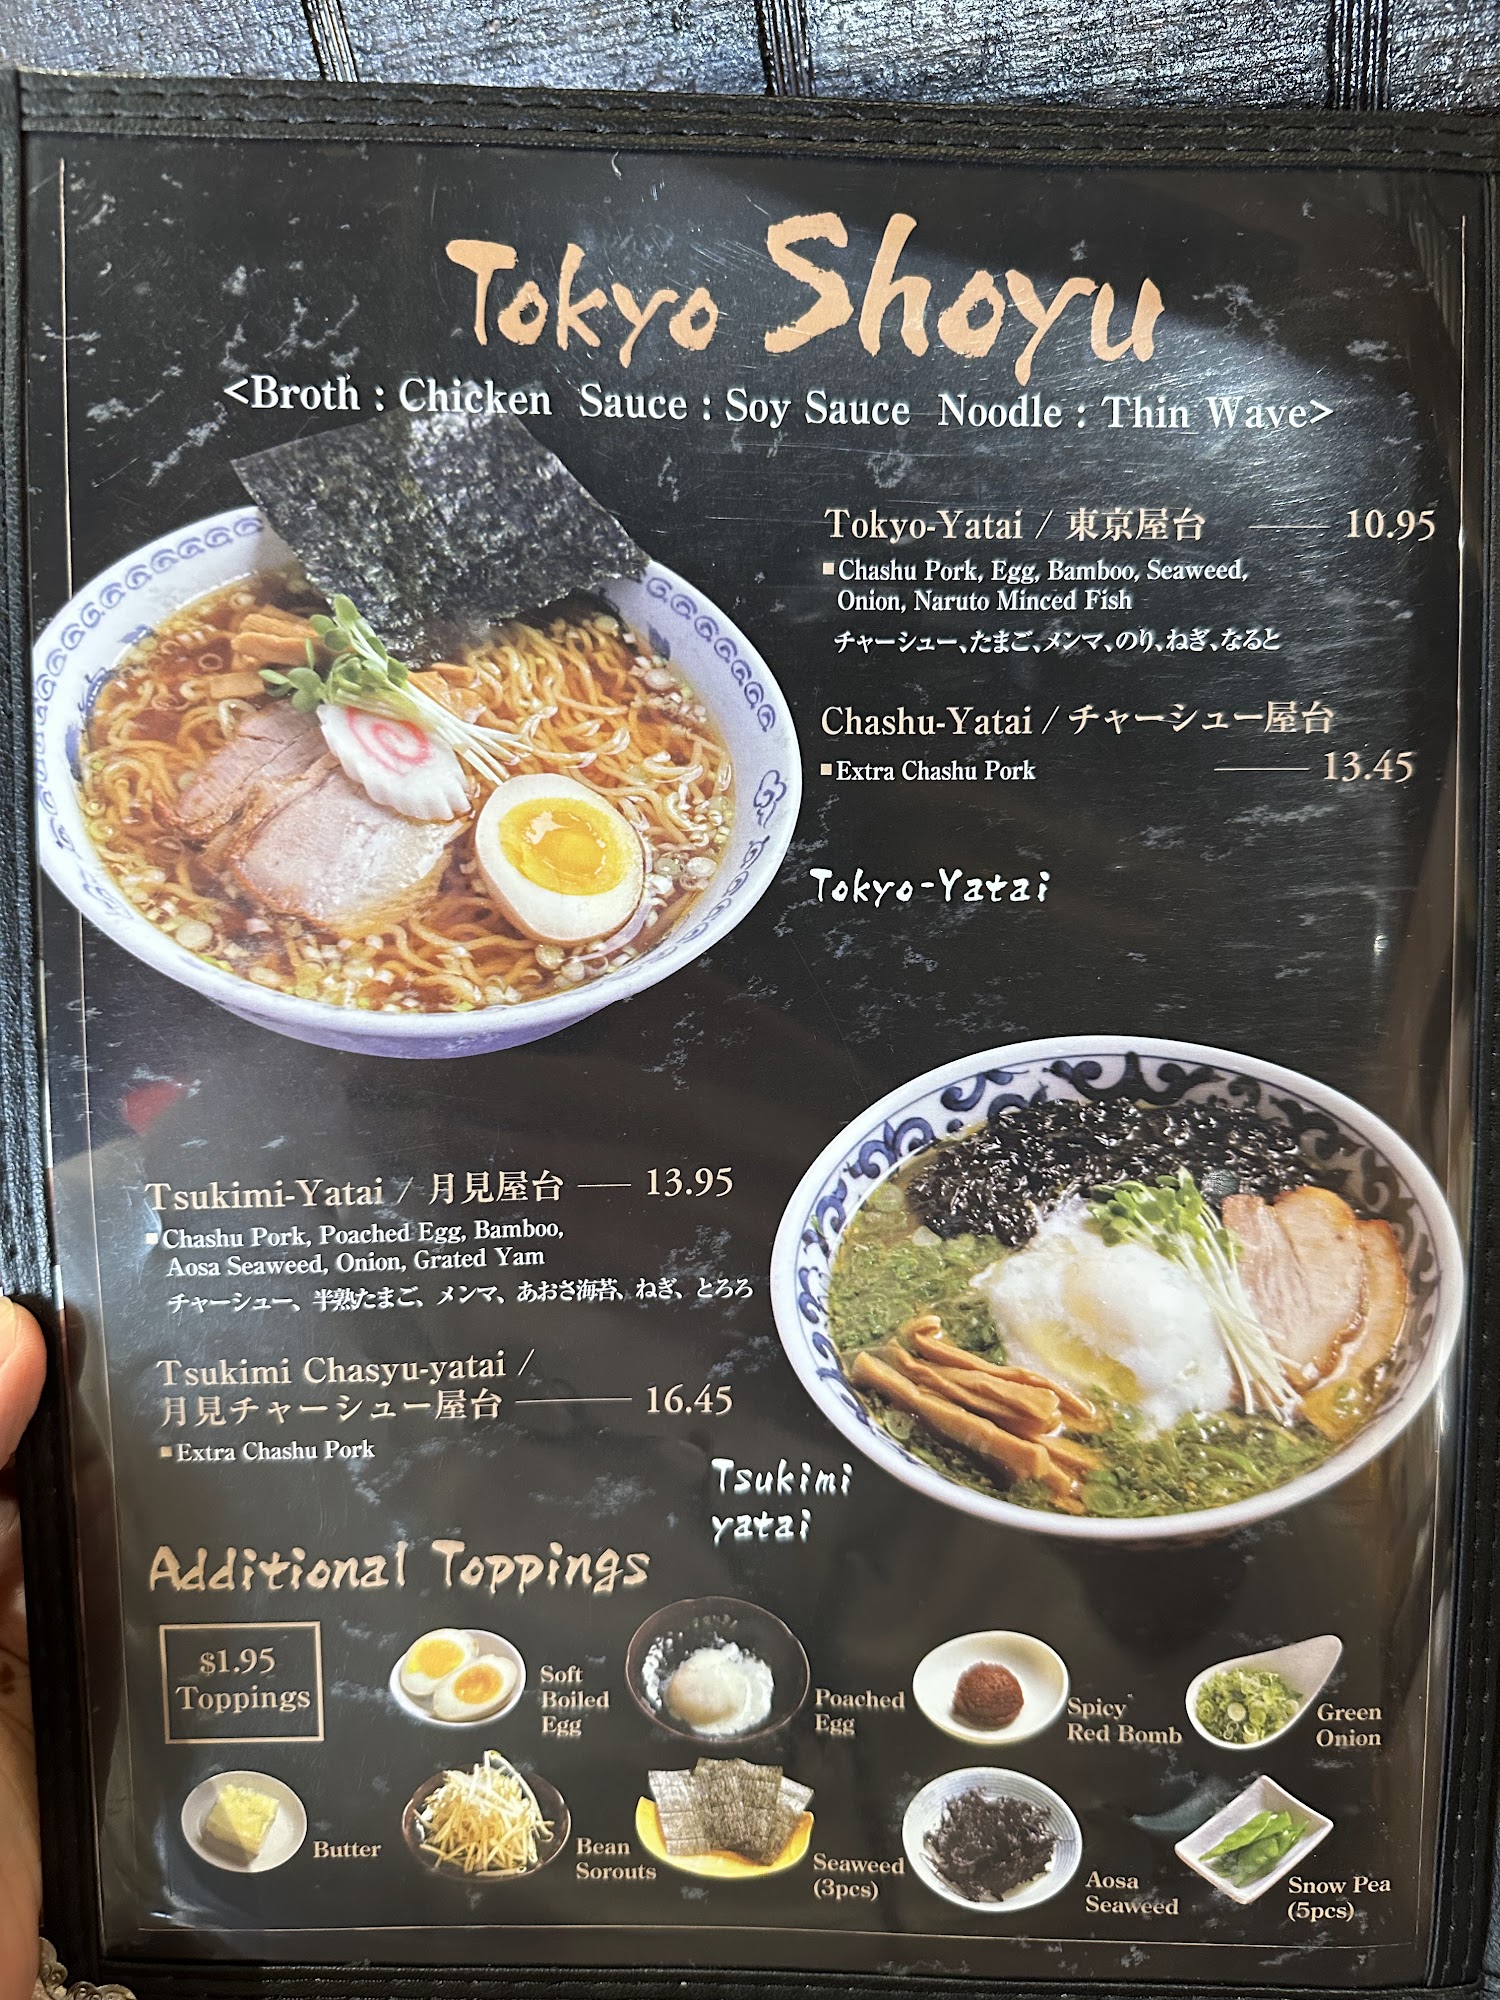 Tokyo Shoyu
<Broth : Chicken Sauce : Soy Sauce Noodle : Thin Wave>
Tokyo-Yatai / 東京屋台 10.95
Chashu Pork, Egg, Bamboo, Seaweed,
Onion, Naruto Minced Fish
チャーシュー、たまご、メンマ、のり、ねぎ、なると
Chashu-Yatai / チャーシュー屋台
Extra Chashu Pork 13.45
Tokyo-Yatai
Tsukimi-Yatai / 月見屋台 13.95
Chashu Pork, Poached Egg, Bamboo,
Aosa Seaweed, Onion, Grated Yam
チャーシュー、半熟たまご、メンマ、あおさ海苔、ねぎ、とろろ
Tsukimi Chasyu-yatai /
月見チャーシュー屋台 16.45
Extra Chashu Pork
Tsukimi
yatai
Additional Toppings
$1.95
Toppings
Soft
Boiled
Egg
Poached
Egg
Spicy
Red Bomb
Green
Onion
Butter
Bean
Sorouts
Seaweed
(3pcs)
Aosa
Seaweed
Snow Pea
(5pcs)